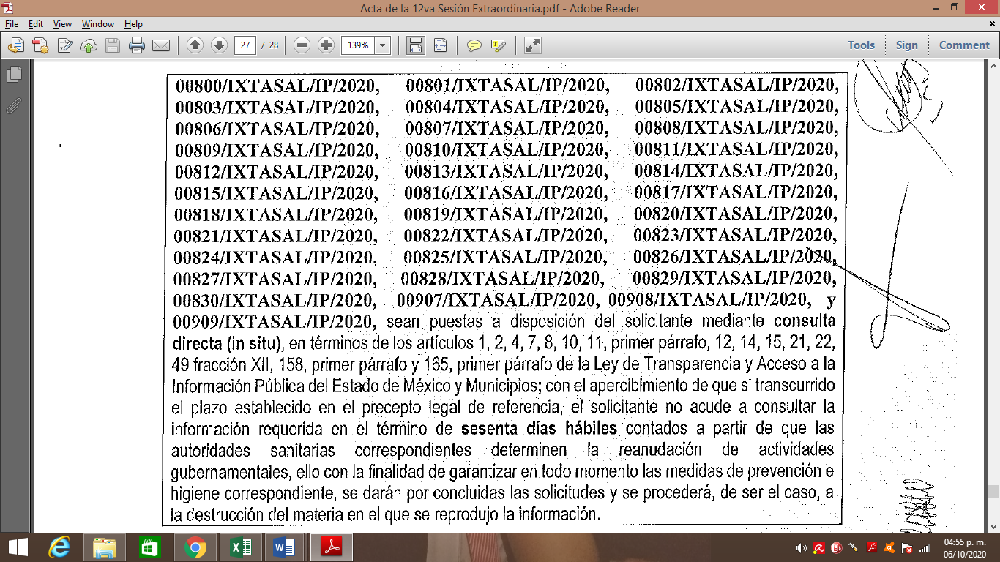 Acta de la 12va Sesión Extraordinaria.pdf - Adobe Reader
File Edit View Window Help
27 / 28 139% Tools Sign Comment
00800/IXTASAL/IP/2020, 00801/IXTASAL/IP/2020, 00802/IXTASAL/IP/2020,
00803/IXTASAL/IP/2020, 00804/IXTASAL/IP/2020, 00805/IXTASAL/IP/2020,
00806/IXTASAL/IP/2020, 00807/IXTASAL/IP/2020, 00808/IXTASAL/IP/2020,
00809/IXTASAL/IP/2020, 00810/IXTASAL/IP/2020, 00811/IXTASAL/IP/2020,
00812/IXTASAL/IP/2020, 00813/IXTASAL/IP/2020, 00814/IXTASAL/IP/2020,
00815/IXTASAL/IP/2020, 00816/IXTASAL/IP/2020, 00817/IXTASAL/IP/2020,
00818/IXTASAL/IP/2020, 00819/IXTASAL/IP/2020, 00820/IXTASAL/IP/2020,
00821/IXTASAL/IP/2020, 00822/IXTASAL/IP/2020, 00823/IXTASAL/IP/2020,
00824/IXTASAL/IP/2020, 00825/IXTASAL/IP/2020, 00826/IXTASAL/IP/2020,
00827/IXTASAL/IP/2020, 00828/IXTASAL/IP/2020, 00829/IXTASAL/IP/2020,
00830/IXTASAL/IP/2020, 00907/IXTASAL/IP/2020, 00908/IXTASAL/IP/2020, y
00909/IXTASAL/IP/2020, sean puestas a disposición del solicitante mediante consulta
directa (in situ), en términos de los artículos 1, 2, 4, 7, 8, 10, 11, primer párrafo, 12, 14, 15, 21, 22,
49 fracción XII, 158, primer párrafo y 165, primer párrafo de la Ley de Transparencia y Acceso a la
Información Pública del Estado de México y Municipios; con el apercibimiento de que si transcurrido
el plazo establecido en el precepto legal de referencia, el solicitante no acude a consultar la
información requerida en el término de sesenta días hábiles contados a partir de que las
autoridades sanitarias correspondientes determinen la reanudación de actividades
gubernamentales, ello con la finalidad de garantizar en todo momento las medidas de prevención e
higiene correspondiente, se darán por concluidas las solicitudes y se procederá, de ser el caso, a
la destrucción del materia en el que se reprodujo la información.
04:55 p. m.
06/10/2020